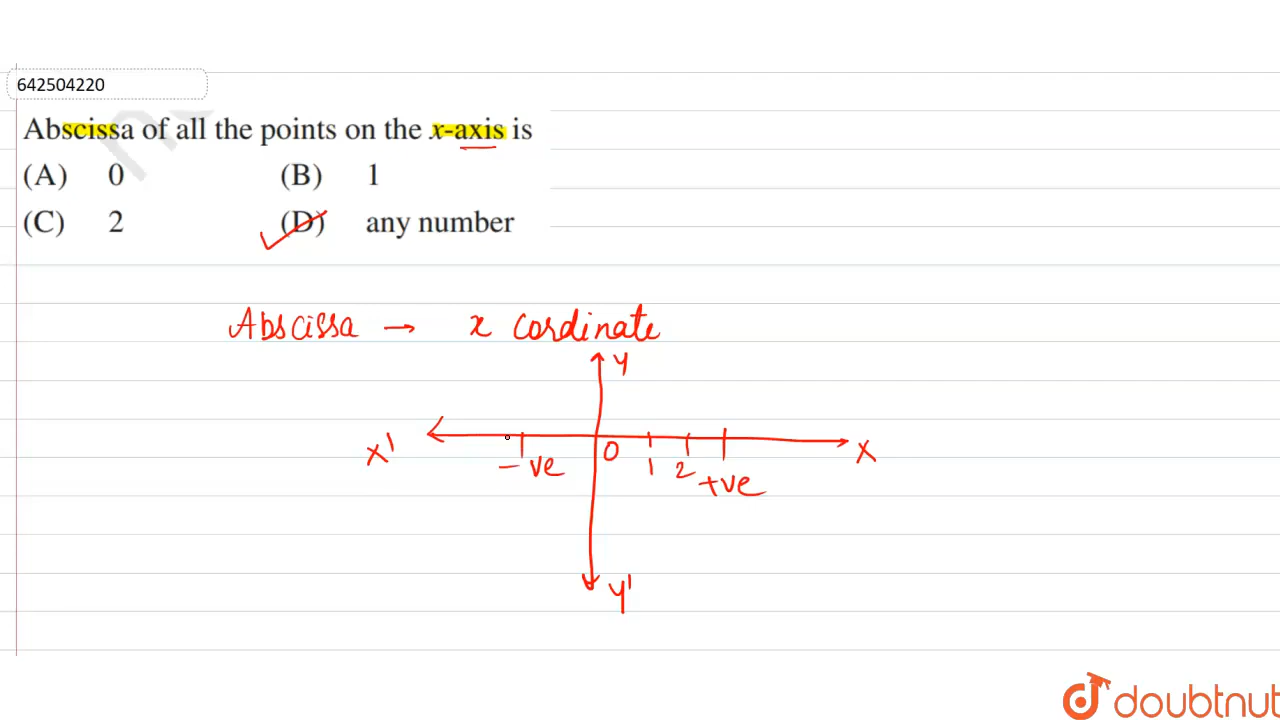 642504220
Abscissa of all the points on the x-axis is
(A) 0 (B) 1
(C) 2 (D) any number
Abscissa → x cordinate
Y
X' -ve 0 1 2 +ve X
Y'
doubtnut